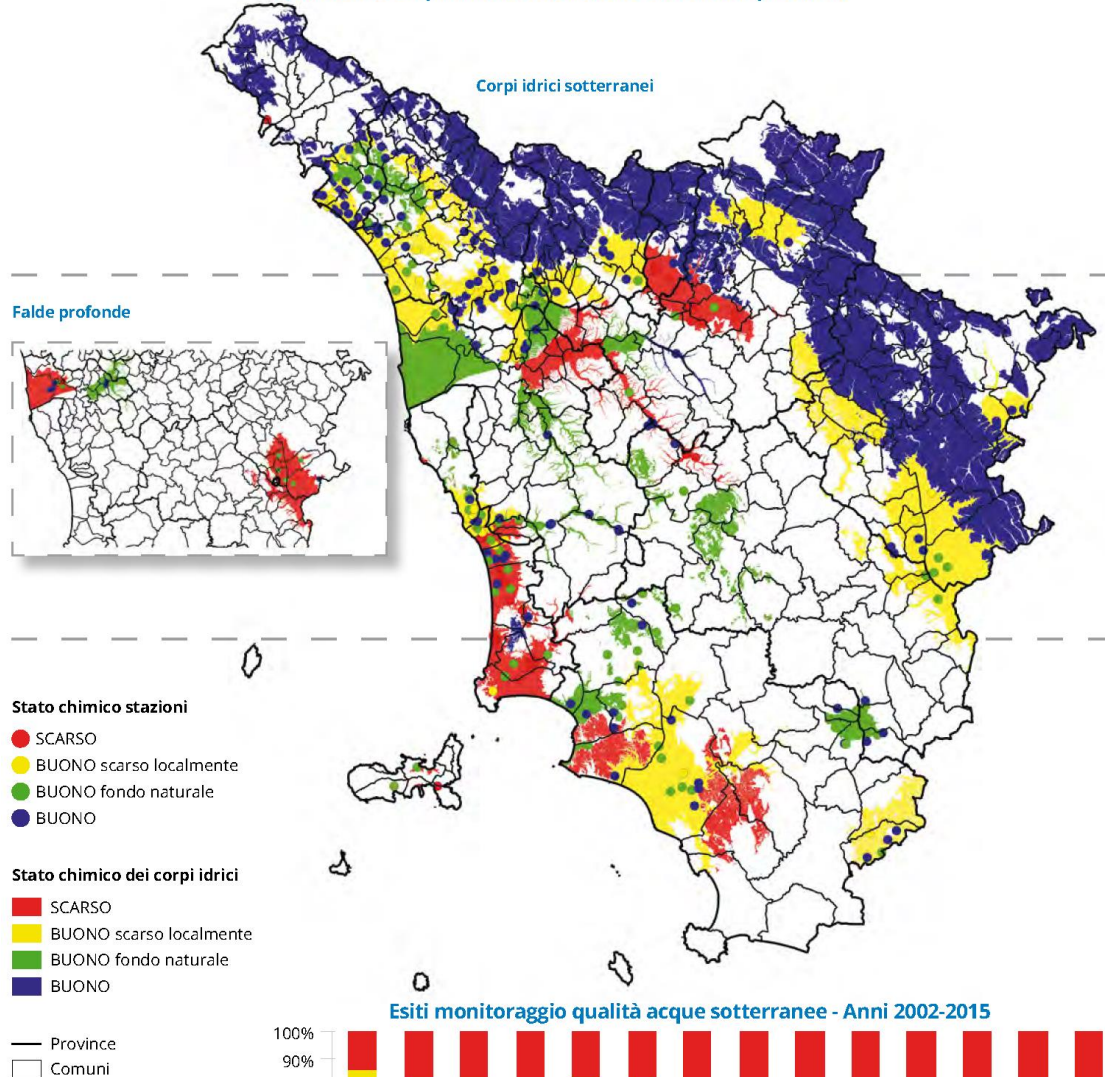 Corpi idrici sotterranei
Falde profonde
Stato chimico stazioni
SCARSO
BUONO scarso localmente
BUONO fondo naturale
BUONO
Stato chimico dei corpi idrici
SCARSO
BUONO scarso localmente
BUONO fondo naturale
BUONO
Province
Comuni
Esiti monitoraggio qualità acque sotterranee - Anni 2002-2015
100%
90%